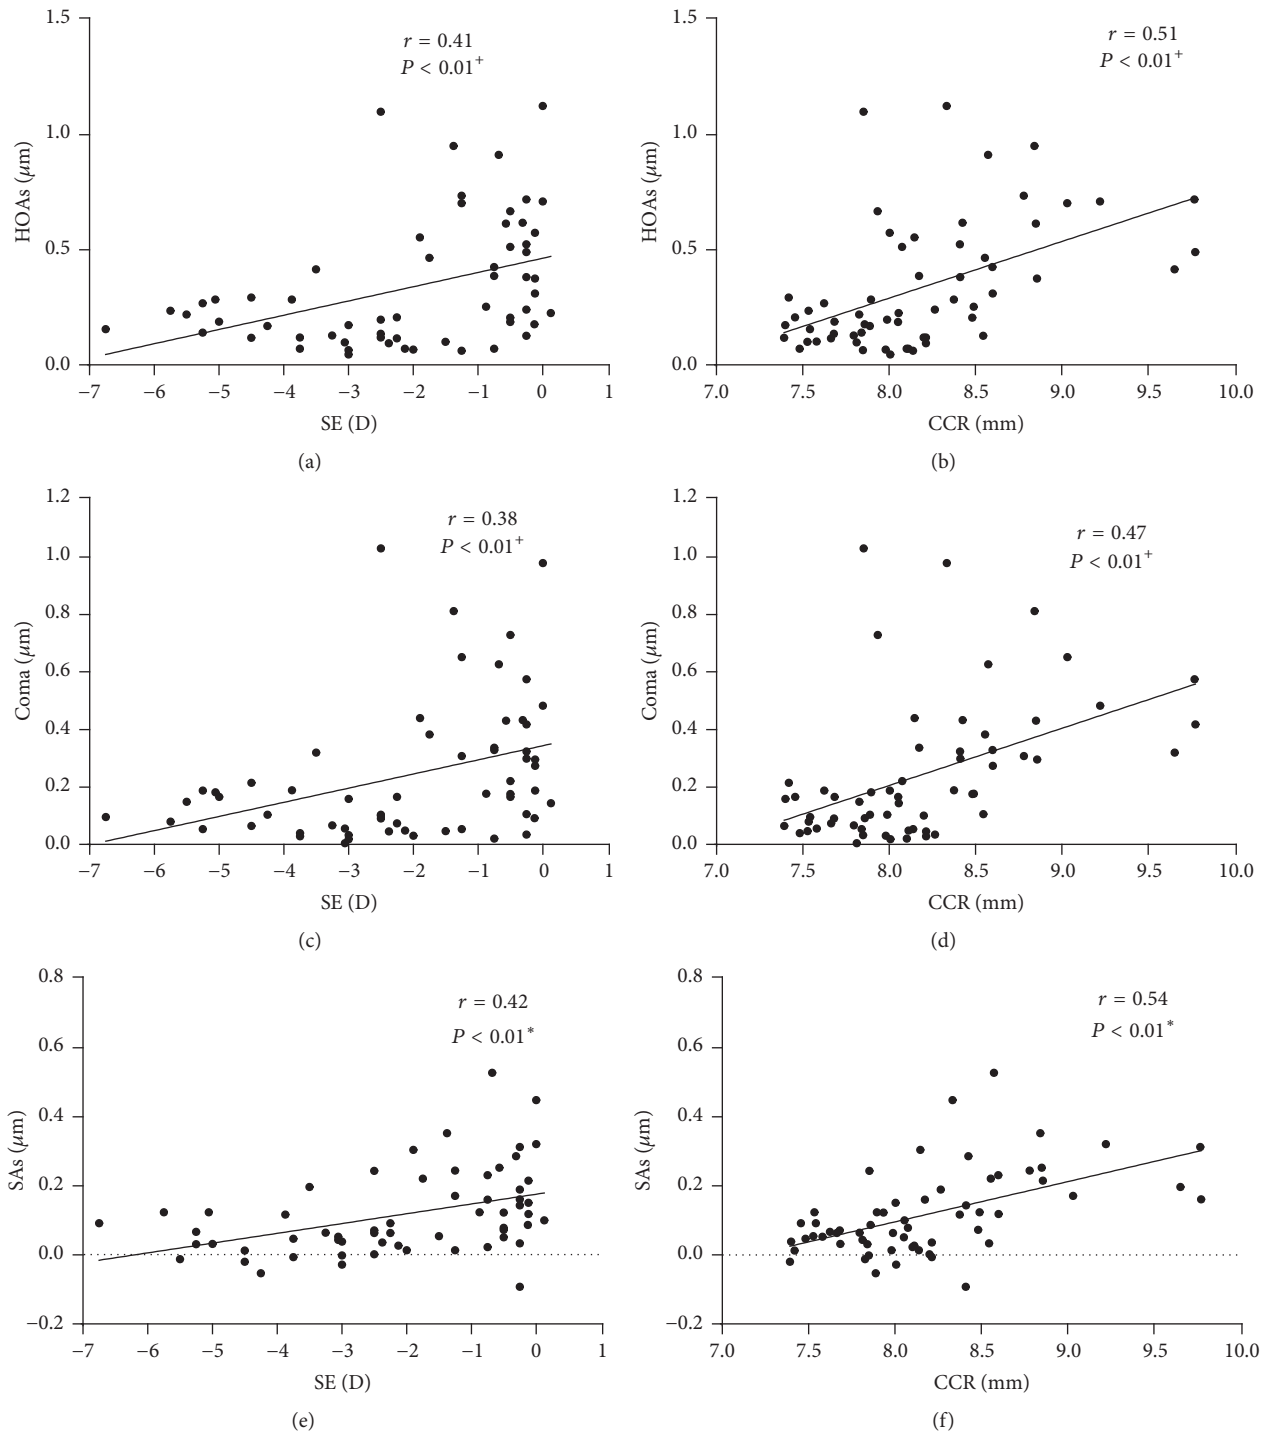 1.5
1.0
0.5
0.0
HOAs (μm)
r = 0.41
P < 0.01+
−7 −6 −5 −4 −3 −2 −1 0 1
SE (D)
(a)
1.5
1.0
0.5
0.0
HOAs (μm)
r = 0.51
P < 0.01+
7.0 7.5 8.0 8.5 9.0 9.5 10.0
CCR (mm)
(b)
1.2
1.0
0.8
0.6
0.4
0.2
0.0
Coma (μm)
r = 0.38
P < 0.01+
−7 −6 −5 −4 −3 −2 −1 0 1
SE (D)
(c)
1.2
1.0
0.8
0.6
0.4
0.2
0.0
Coma (μm)
r = 0.47
P < 0.01+
7.0 7.5 8.0 8.5 9.0 9.5 10.0
CCR (mm)
(d)
0.8
0.6
0.4
0.2
0.0
−0.2
SAs (μm)
r = 0.42
P < 0.01*
−7 −6 −5 −4 −3 −2 −1 0 1
SE (D)
(e)
0.8
0.6
0.4
0.2
0.0
−0.2
SAs (μm)
r = 0.54
P < 0.01*
7.0 7.5 8.0 8.5 9.0 9.5 10.0
CCR (mm)
(f)